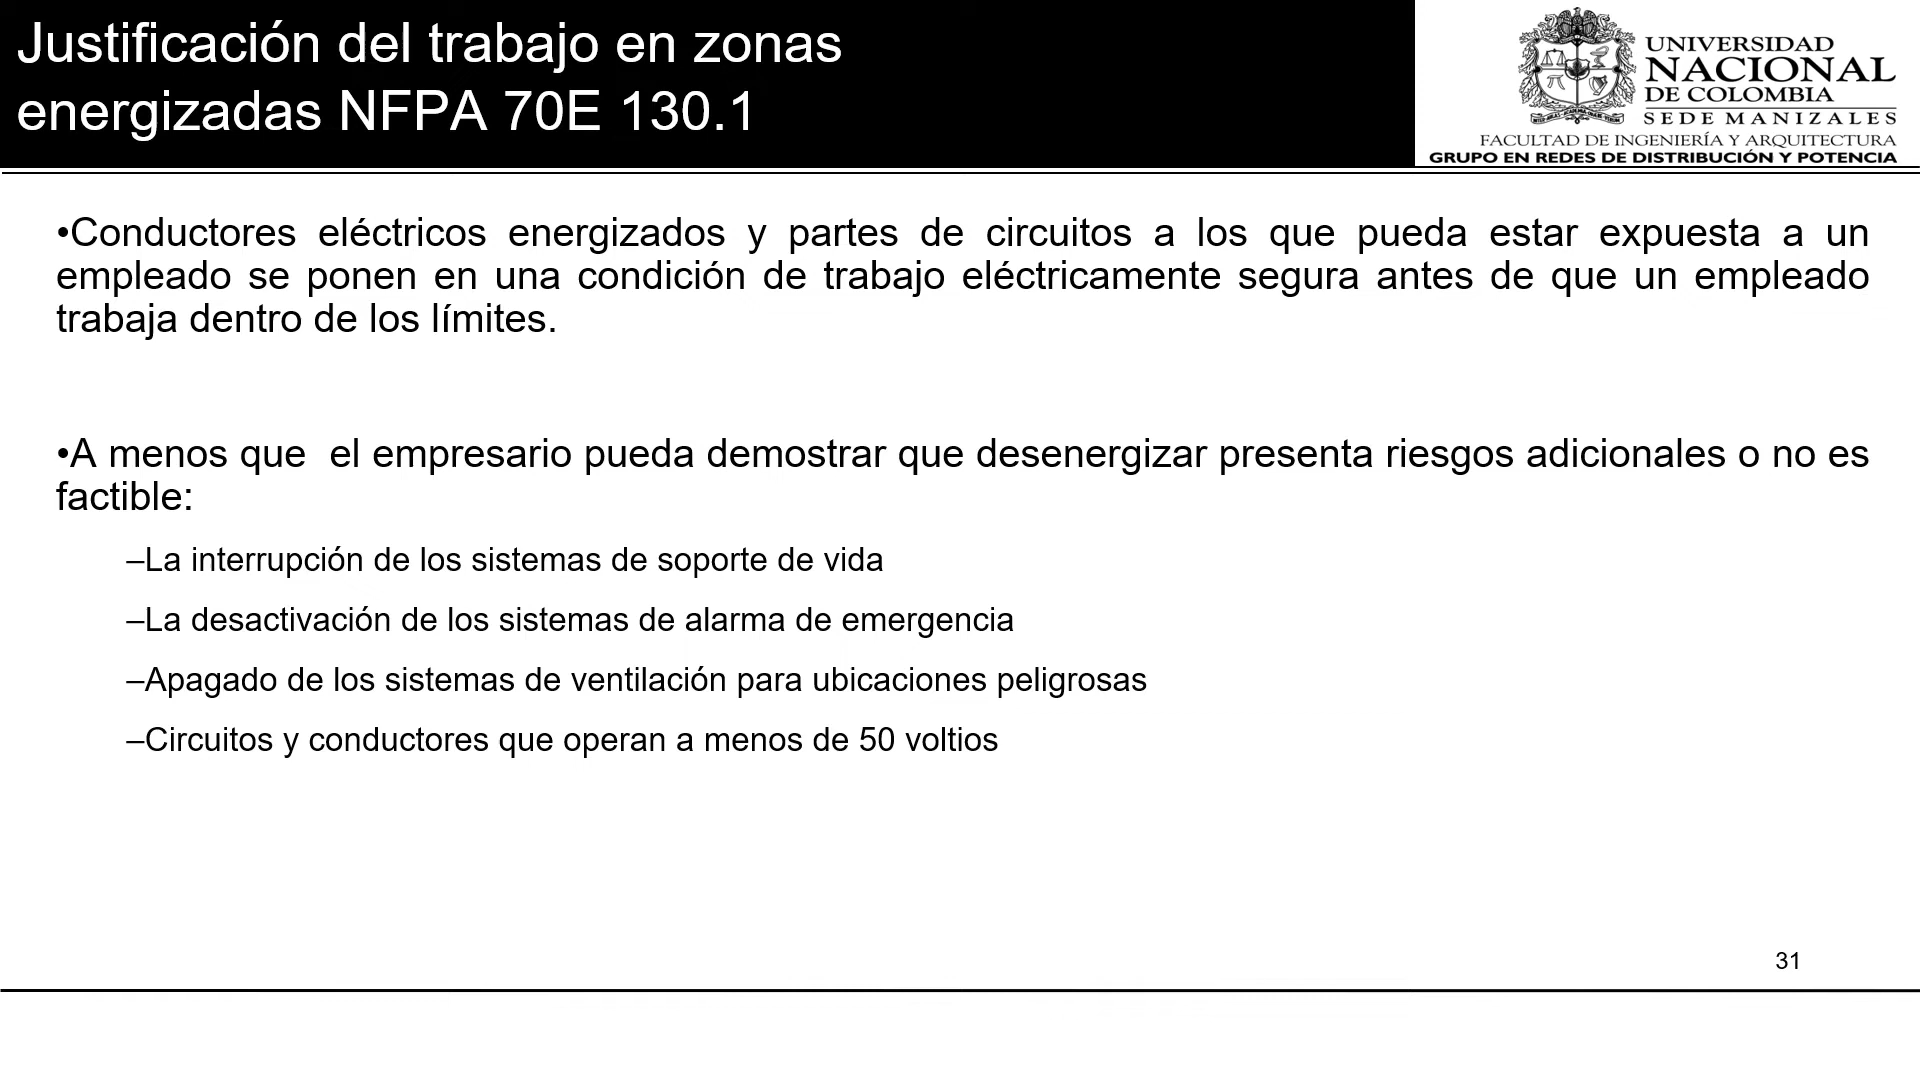 Justificación del trabajo en zonas
energizadas NFPA 70E 130.1
UNIVERSIDAD
NACIONAL
DE COLOMBIA
SEDE MANIZALES
FACULTAD DE INGENIERÍA Y ARQUITECTURA
GRUPO EN REDES DE DISTRIBUCIÓN Y POTENCIA
•Conductores eléctricos energizados y partes de circuitos a los que pueda estar expuesta a un
empleado se ponen en una condición de trabajo eléctricamente segura antes de que un empleado
trabaja dentro de los límites.
•A menos que  el empresario pueda demostrar que desenergizar presenta riesgos adicionales o no es
factible:
–La interrupción de los sistemas de soporte de vida
–La desactivación de los sistemas de alarma de emergencia
–Apagado de los sistemas de ventilación para ubicaciones peligrosas
–Circuitos y conductores que operan a menos de 50 voltios
31